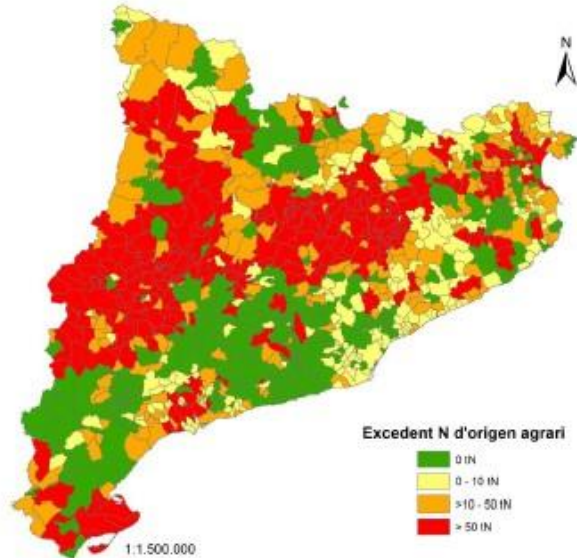 N
Excedent N d'origen agrari
0 tN
0 - 10 tN
>10 - 50 tN
> 50 tN
1:1.500.000